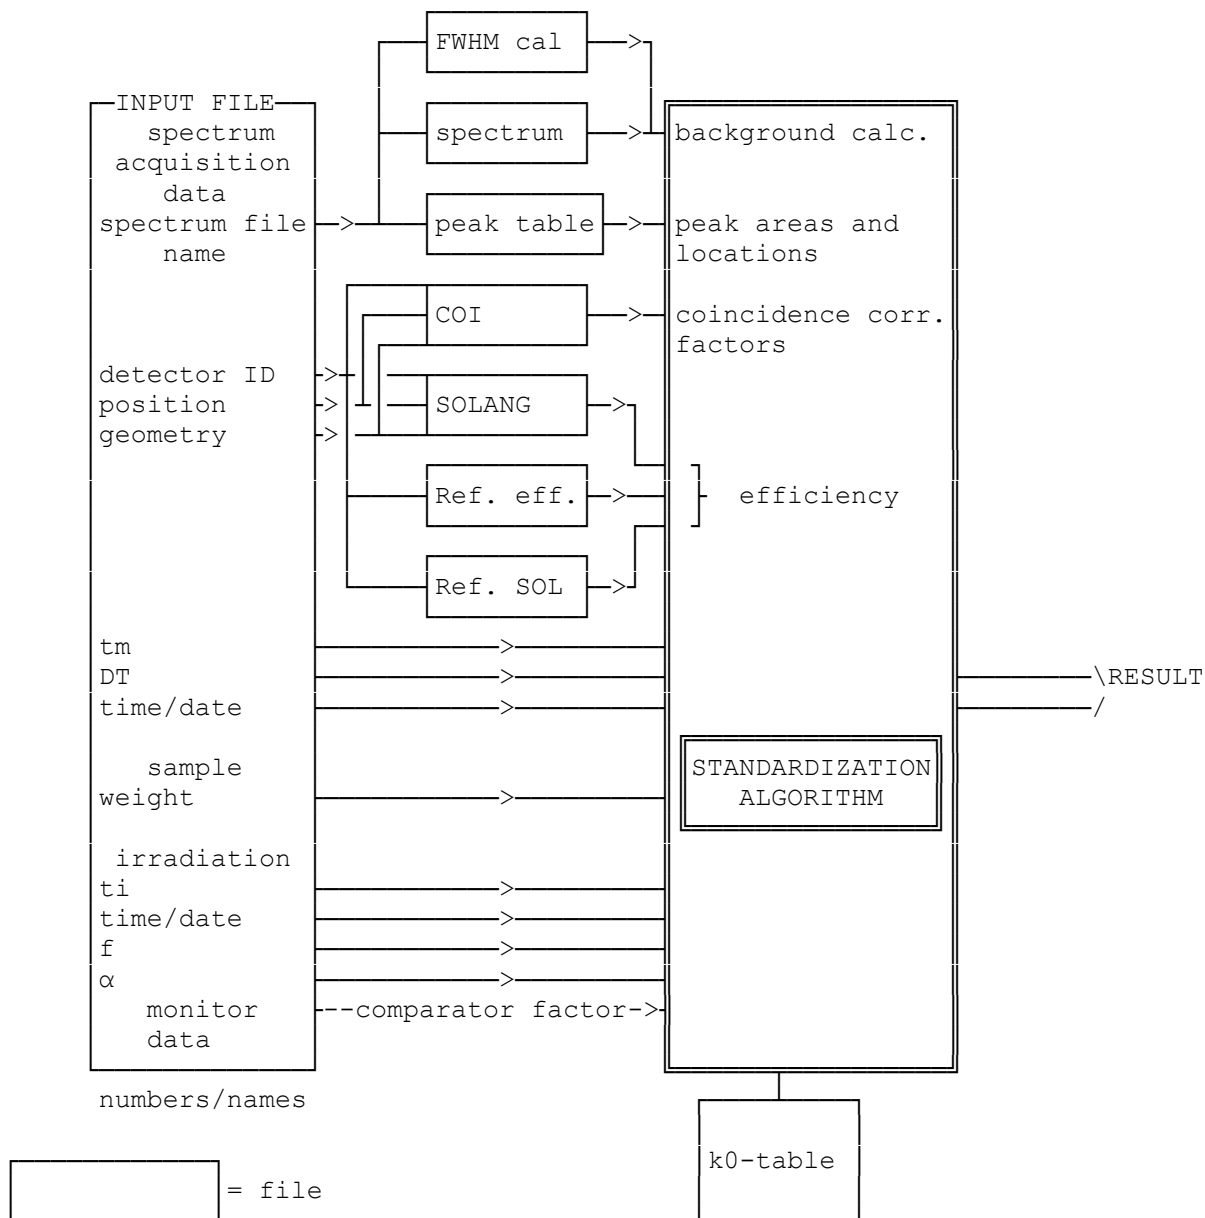 FWHM cal
INPUT FILE
spectrum
spectrum
background calc.
acquisition
data
spectrum file
peak table
peak areas and
name
locations
COI
coincidence corr.
factors
detector ID
position
SOLANG
geometry
Ref. eff.
efficiency
Ref. SOL
tm
DT
RESULT
time/date
sample
STANDARDIZATION
weight
ALGORITHM
irradiation
ti
time/date
f
α
monitor
comparator factor
data
numbers/names
k0-table
= file